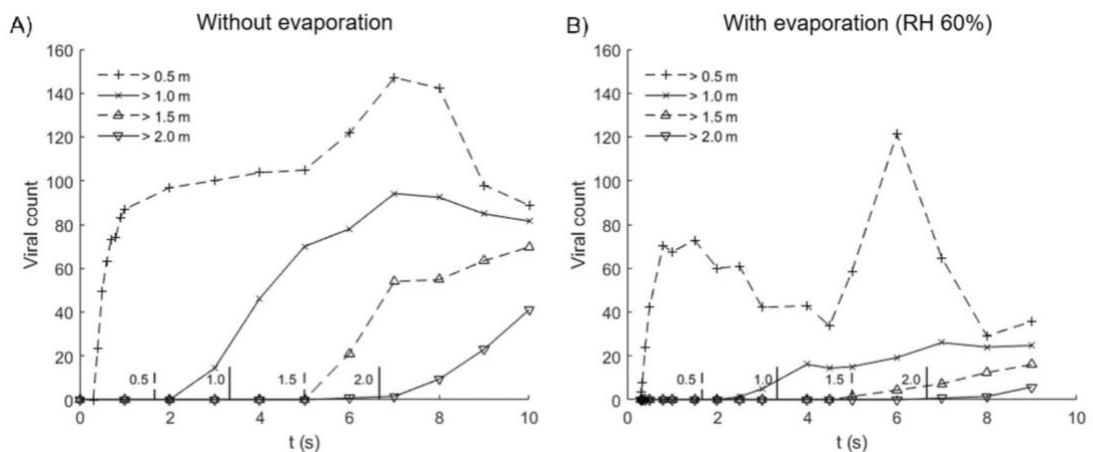 A) Without evaporation
160
140
120
100
80
60
40
20
0
Viral count
> 0.5 m
> 1.0 m
> 1.5 m
> 2.0 m
0.5 1.0 1.5 2.0
0 2 4 6 8 10
t (s)
B) With evaporation (RH 60%)
160
140
120
100
80
60
40
20
0
Viral count
> 0.5 m
> 1.0 m
> 1.5 m
> 2.0 m
0.5 1.0 1.5 2.0
0 2 4 6 8 10
t (s)